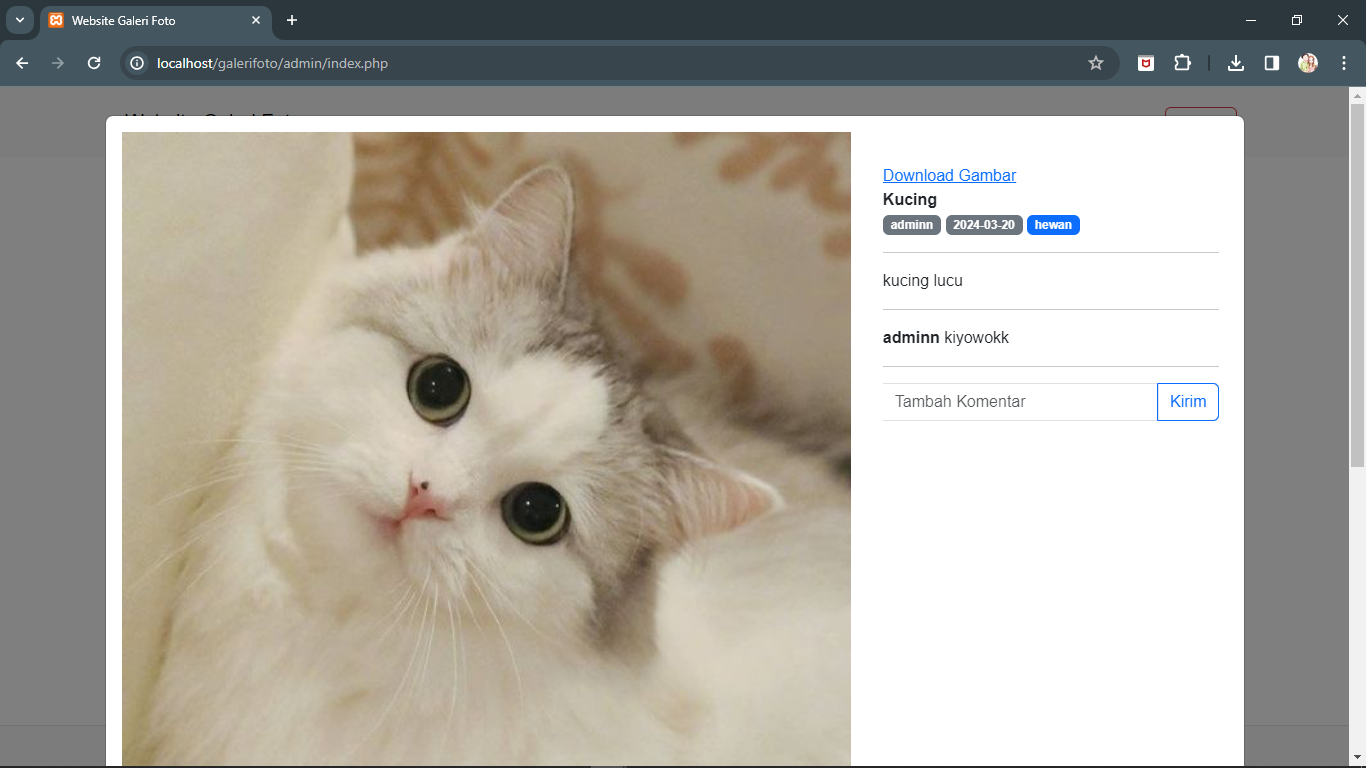 Website Galeri Foto
localhost/galerifoto/admin/index.php
Download Gambar
Kucing
adminn 2024-03-20 hewan
kucing lucu
adminn kiyowokk
Tambah Komentar Kirim